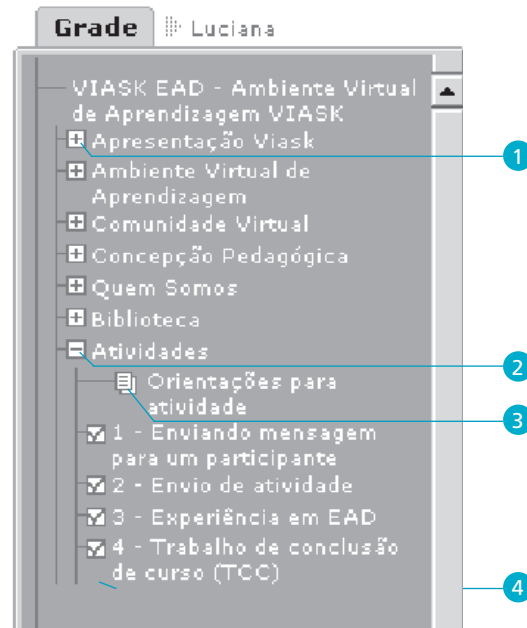 Grade Luciana
VIASK EAD - Ambiente Virtual
de Aprendizagem VIASK
Apresentação Viask
1
Ambiente Virtual de
Aprendizagem
Comunidade Virtual
Concepção Pedagógica
Quem Somos
Biblioteca
Atividades
2
Orientações para
atividade
3
1 - Enviando mensagem
para um participante
2 - Envio de atividade
3 - Experiência em EAD
4 - Trabalho de conclusão
de curso (TCC)
4